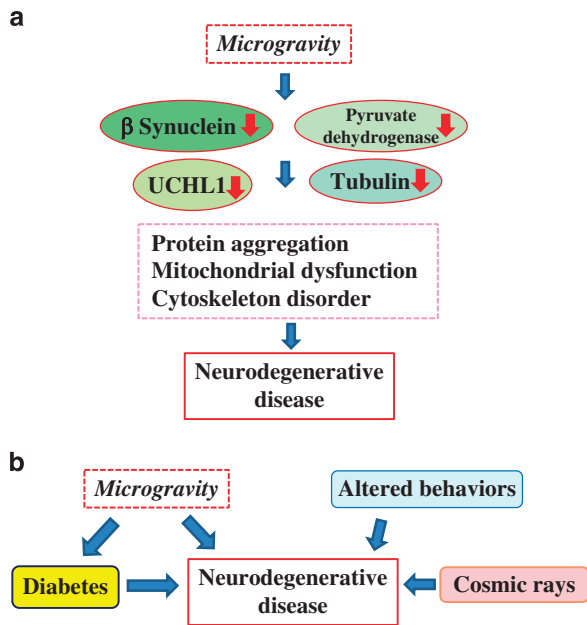 a
Microgravity
β Synuclein
Pyruvate
dehydrogenase
UCHL1
Tubulin
Protein aggregation
Mitochondrial dysfunction
Cytoskeleton disorder
Neurodegenerative
disease
b
Microgravity
Altered behaviors
Diabetes
Neurodegenerative
disease
Cosmic rays